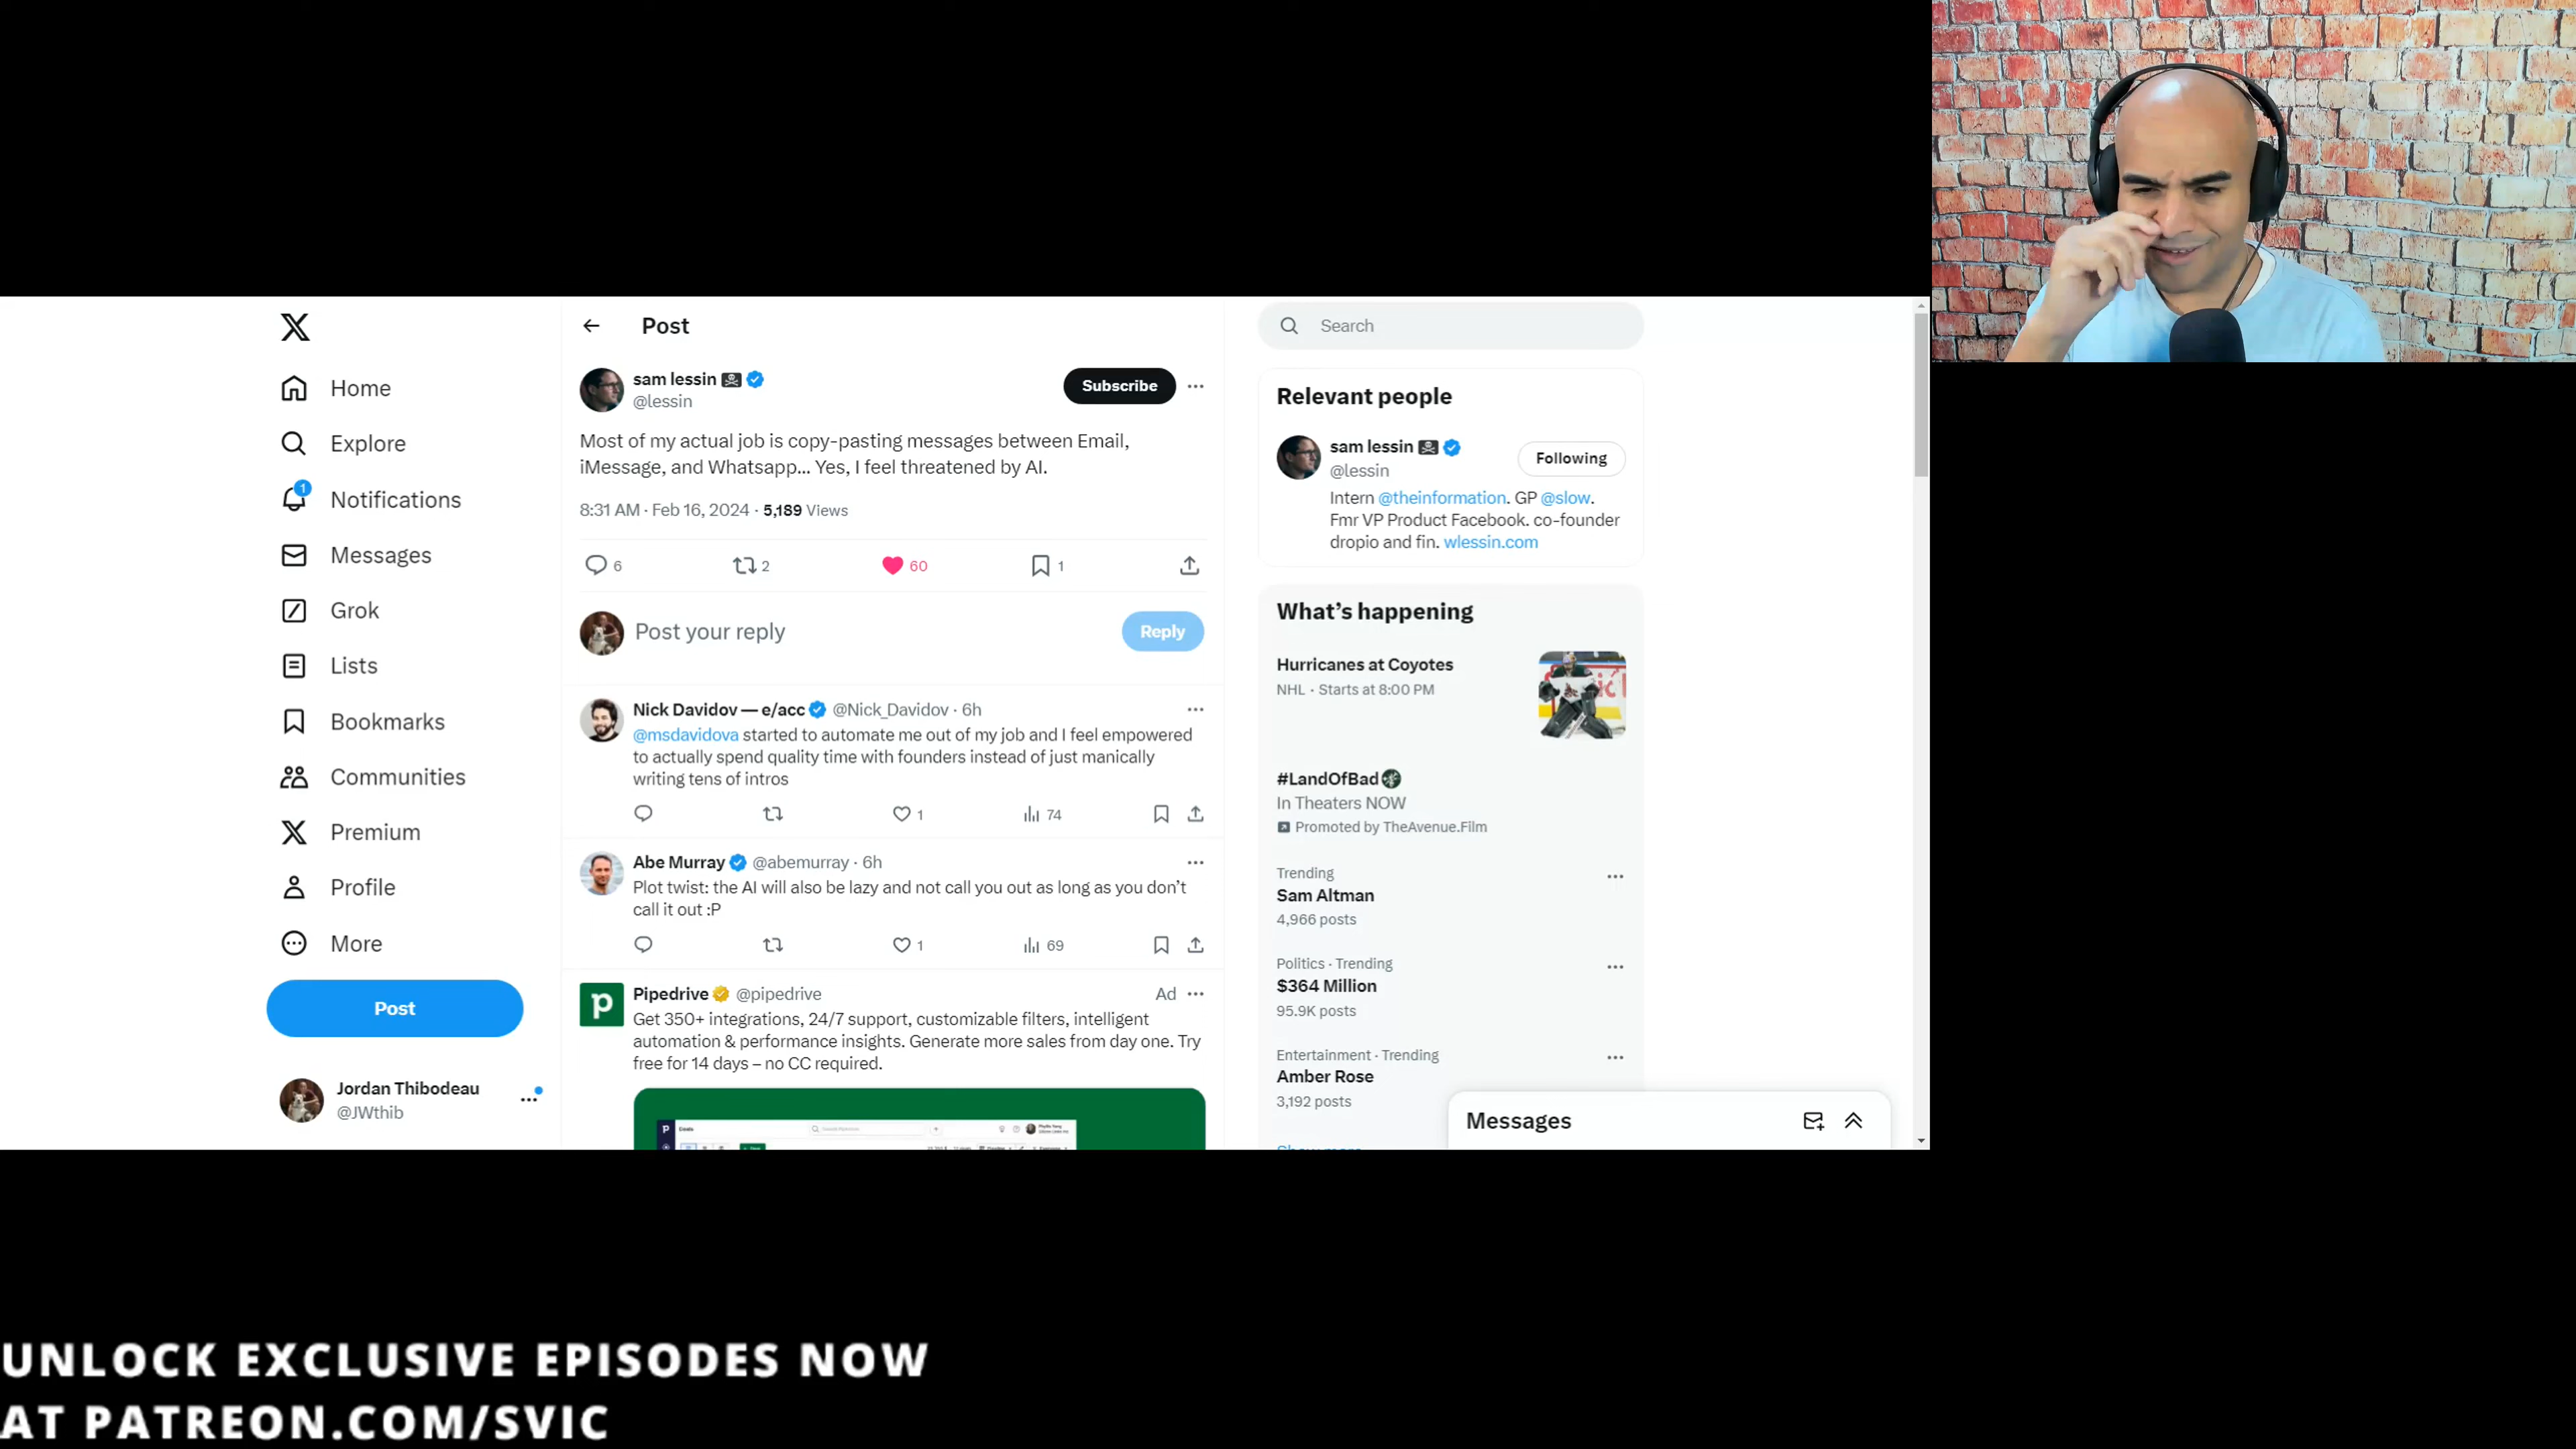 Home
Explore
1
Notifications
Messages
Grok
Lists
Bookmarks
Communities
Premium
Profile
More
Post
Jordan Thibodeau
@JWthib
Post
sam lessin
@lessin
Subscribe
Most of my actual job is copy-pasting messages between Email,
iMessage, and Whatsapp... Yes, I feel threatened by AI.
8:31 AM · Feb 16, 2024 · 5,189 Views
6 2 60 1
Post your reply
Reply
Nick Davidov — e/acc @Nick_Davidov · 6h
@msdavidova started to automate me out of my job and I feel empowered
to actually spend quality time with founders instead of just manically
writing tens of intros
1 74
Abe Murray @abemurray · 6h
Plot twist: the AI will also be lazy and not call you out as long as you don't
call it out :P
1 69
Pipedrive @pipedrive Ad
Get 350+ integrations, 24/7 support, customizable filters, intelligent
automation & performance insights. Generate more sales from day one. Try
free for 14 days – no CC required.
Search
Relevant people
sam lessin
@lessin
Following
Intern @theinformation. GP @slow.
Fmr VP Product Facebook. co-founder
dropio and fin. wlessin.com
What's happening
Hurricanes at Coyotes
NHL · Starts at 8:00 PM
#LandOfBad
In Theaters NOW
Promoted by TheAvenue.Film
Trending
Sam Altman
4,966 posts
Politics · Trending
$364 Million
95.9K posts
Entertainment · Trending
Amber Rose
3,192 posts
Messages
UNLOCK EXCLUSIVE EPISODES NOW
AT PATREON.COM/SVIC